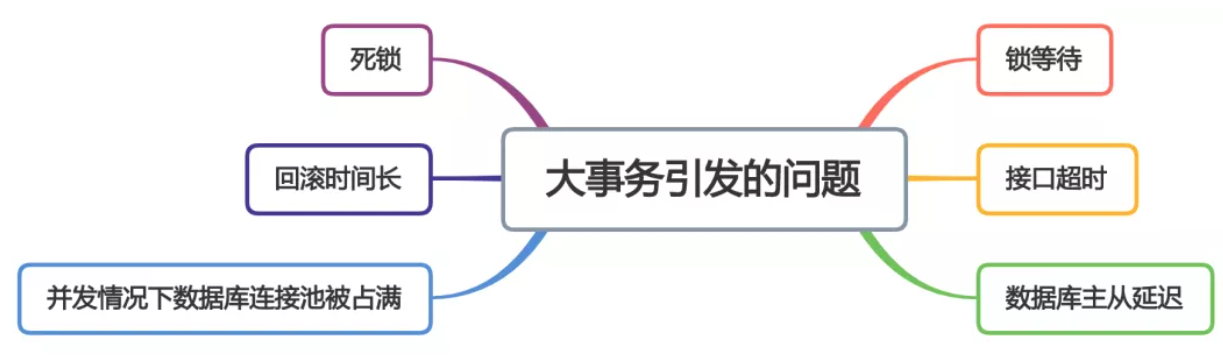 死锁
锁等待
大事务引发的问题
回滚时间长
接口超时
并发情况下数据库连接池被占满
数据库主从延迟